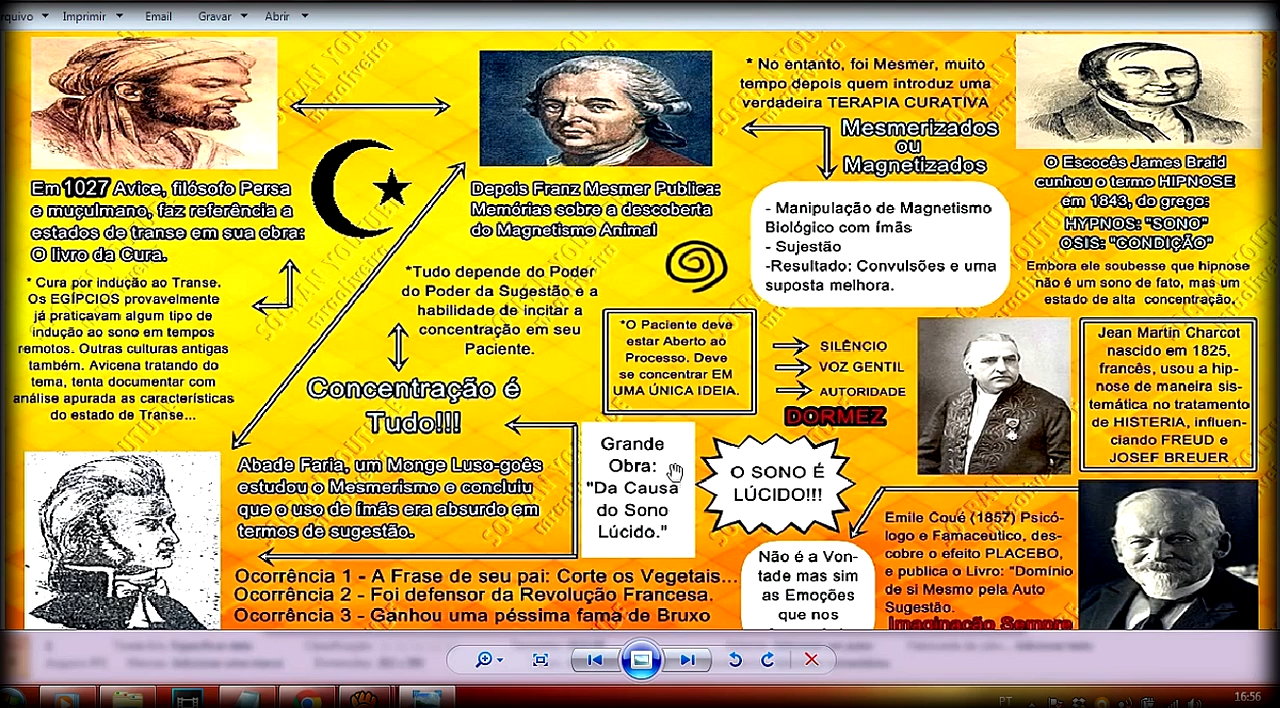 rquivo Imprimir Email Gravar Abrir
Em 1027 Avice, filósofo Persa
e muçulmano, faz referência a
estados de transe em sua obra:
O livro da Cura.
* Cura por indução ao Transe.
Os EGÍPCIOS provavelmente
já praticavam algum tipo de
indução ao sono em tempos
remotos. Outras culturas antigas
também. Avicena tratando do
tema, tenta documentar com
análise apurada as características
do estado de Transe...
Depois Franz Mesmer Publica:
Memórias sobre a descoberta
do Magnetismo Animal
*Tudo depende do Poder
do Poder da Sugestão e a
habilidade de incitar a
concentração em seu
Paciente.
Concentração é
Tudo!!!
* No entanto, foi Mesmer, muito
tempo depois quem introduz uma
verdadeira TERAPIA CURATIVA
Mesmerizados
ou
Magnetizados
- Manipulação de Magnetismo
Biológico com ímãs
- Sujestão
-Resultado: Convulsões e uma
suposta melhora.
O Escocês James Braid
cunhou o termo HIPNOSE
em 1843, do grego:
HYPNOS: "SONO"
OSIS: "CONDIÇÃO"
Embora ele soubesse que hipnose
não é um sono de fato, mas um
estado de alta concentração.
*O Paciente deve
estar Aberto ao
Processo. Deve
se concentrar EM
UMA ÚNICA IDEIA.
SILÊNCIO
VOZ GENTIL
AUTORIDADE
DORMEZ
Jean Martin Charcot
nascido em 1825,
francês, usou a hip-
nose de maneira sis-
temática no tratamento
de HISTERIA, influen-
ciando FREUD e
JOSEF BREUER
Abade Faria, um Monge Luso-goês
estudou o Mesmerismo e concluiu
que o uso de ímãs era absurdo em
termos de sugestão.
Grande
Obra:
"Da Causa
do Sono
Lúcido."
O SONO É
LÚCIDO!!!
Ocorrência 1 - A Frase de seu pai: Corte os Vegetais...
Ocorrência 2 - Foi defensor da Revolução Francesa.
Ocorrência 3 - Ganhou uma péssima fama de Bruxo
Não é a Von-
tade mas sim
as Emoções
que nos
Emile Coué (1857) Psicó-
logo e Famaceutico, des-
cobre o efeito PLACEBO,
e publica o Livro: "Domínio
de si Mesmo pela Auto
Sugestão.
Imaginação Sempre
PT
16:56